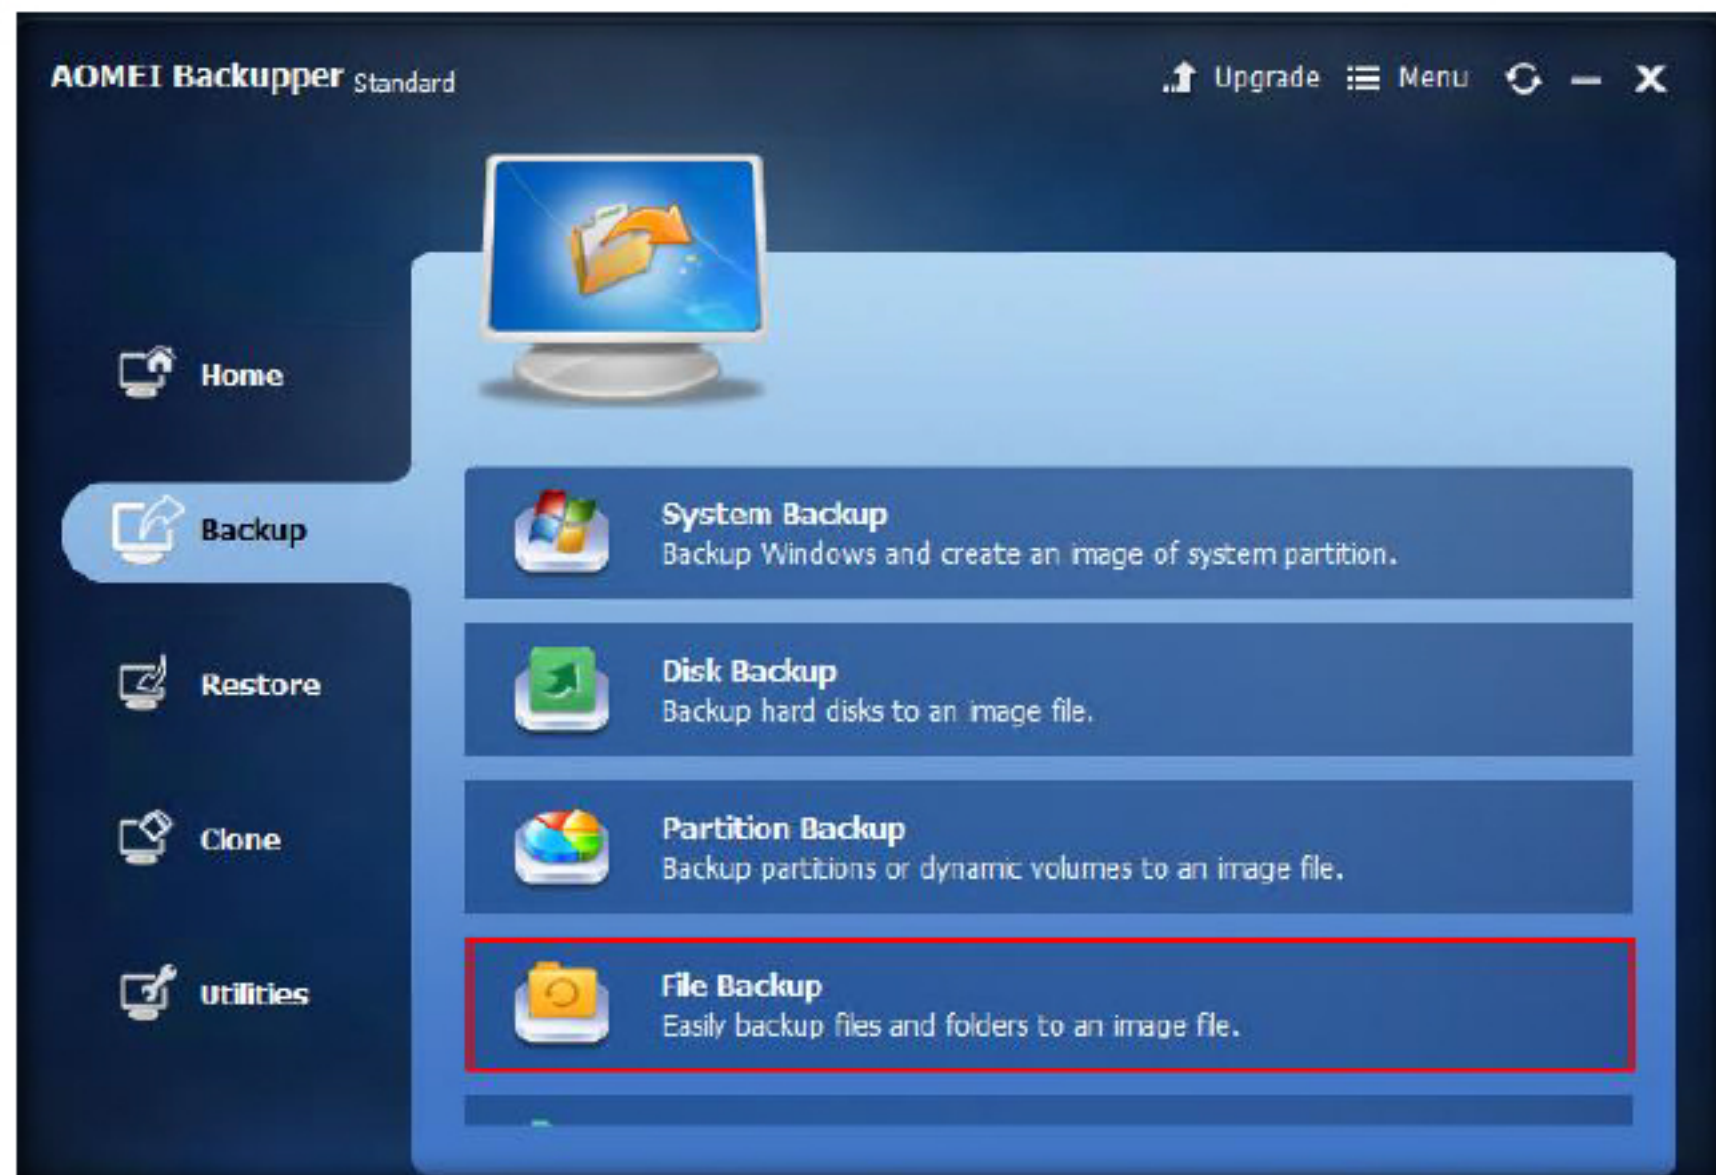 AOMEI Backupper Standard
Upgrade Menu
Home
Backup
System Backup
Backup Windows and create an image of system partition.
Disk Backup
Backup hard disks to an image file.
Restore
Partition Backup
Backup partitions or dynamic volumes to an image file.
Clone
File Backup
Easily backup files and folders to an image file.
Utilities